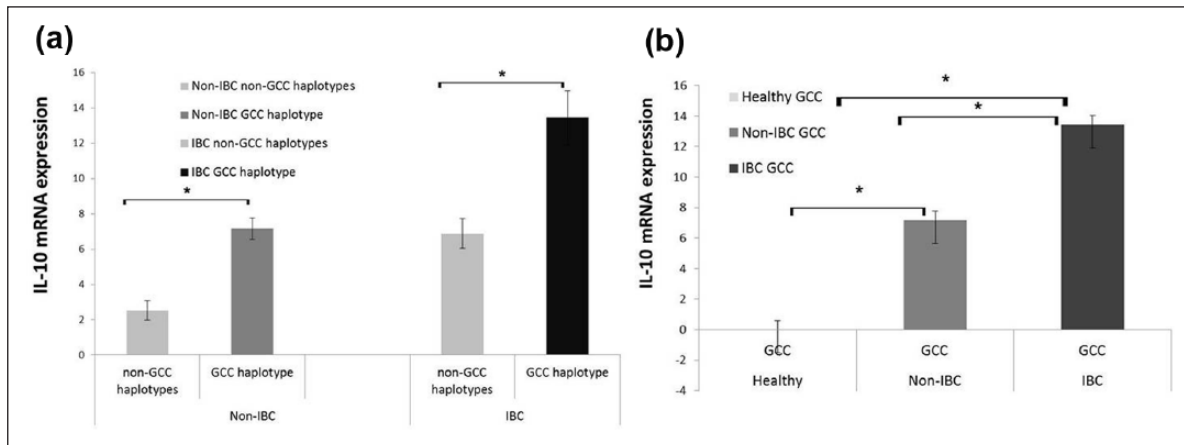 (a)
IL-10 mRNA expression
16
14
12
10
8
6
4
2
0
Non-IBC non-GCC haplotypes
Non-IBC GCC haplotype
IBC non-GCC haplotypes
IBC GCC haplotype
*
*
non-GCC
haplotypes
GCC haplotype
non-GCC
haplotypes
GCC haplotype
Non-IBC
IBC
(b)
IL-10 mRNA expression
16
14
12
10
8
6
4
2
0
-2
-4
Healthy GCC
Non-IBC GCC
IBC GCC
*
*
*
GCC
GCC
GCC
Healthy
Non-IBC
IBC